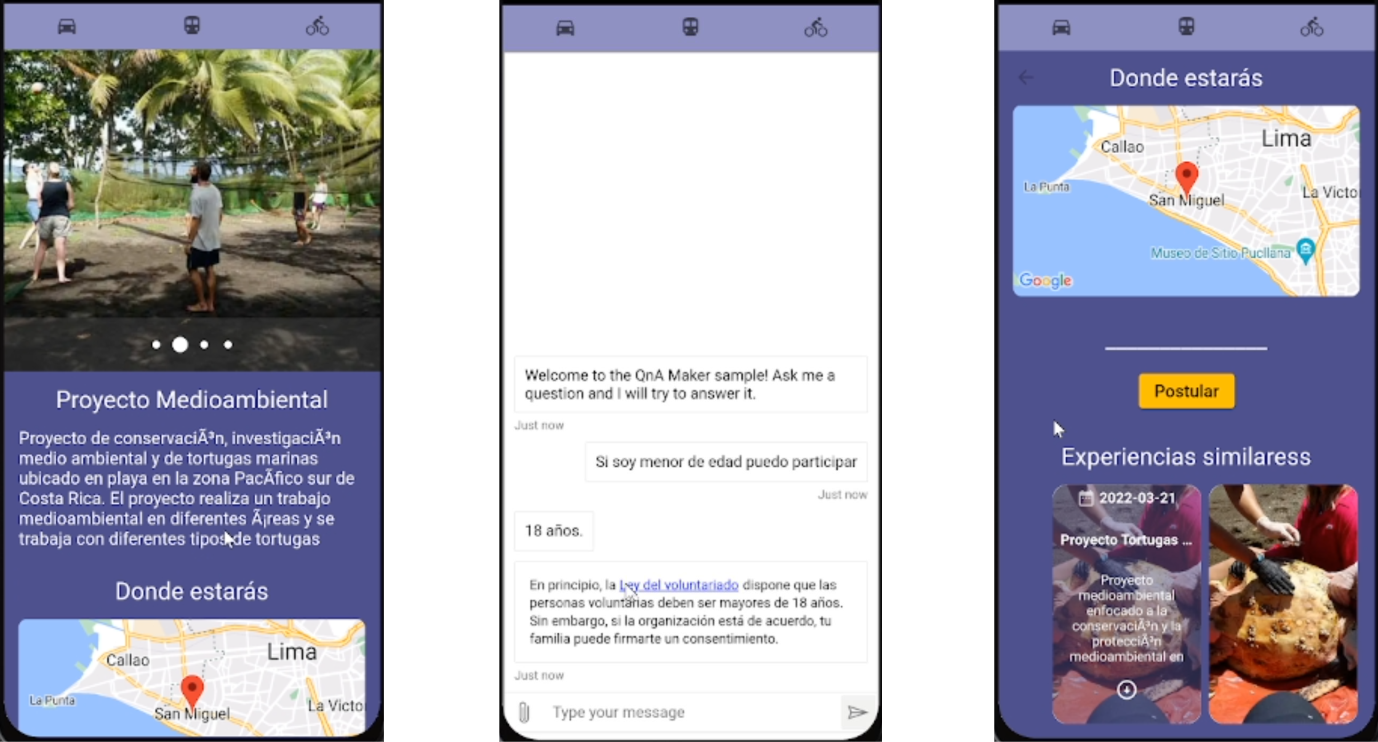 Proyecto Medioambiental
Proyecto de conservaciÃ³n, investigaciÃ³n
medio ambiental y de tortugas marinas
ubicado en playa en la zona PacÃfico sur de
Costa Rica. El proyecto realiza un trabajo
medioambiental en diferentes Ã¡reas y se
trabaja con diferentes tipos de tortugas
Donde estarás
Callao
Lima
La Punta
San Miguel
La Victo
Welcome to the QnA Maker sample! Ask me a
question and I will try to answer it.
Just now
Si soy menor de edad puedo participar
Just now
18 años.
En principio, la Ley del voluntariado dispone que las
personas voluntarias deben ser mayores de 18 años.
Sin embargo, si la organización está de acuerdo, tu
familia puede firmarte un consentimiento.
Just now
Type your message
Donde estarás
Callao
Lima
La Punta
San Miguel
La Victo
Museo de Sitio Pucllana
Google
Postular
Experiencias similaress
2022-03-21
Proyecto Tortugas ...
Proyecto
medioambiental
enfocado a la
conservaciÃ³n y la
protecciÃ³n
medioambiental en